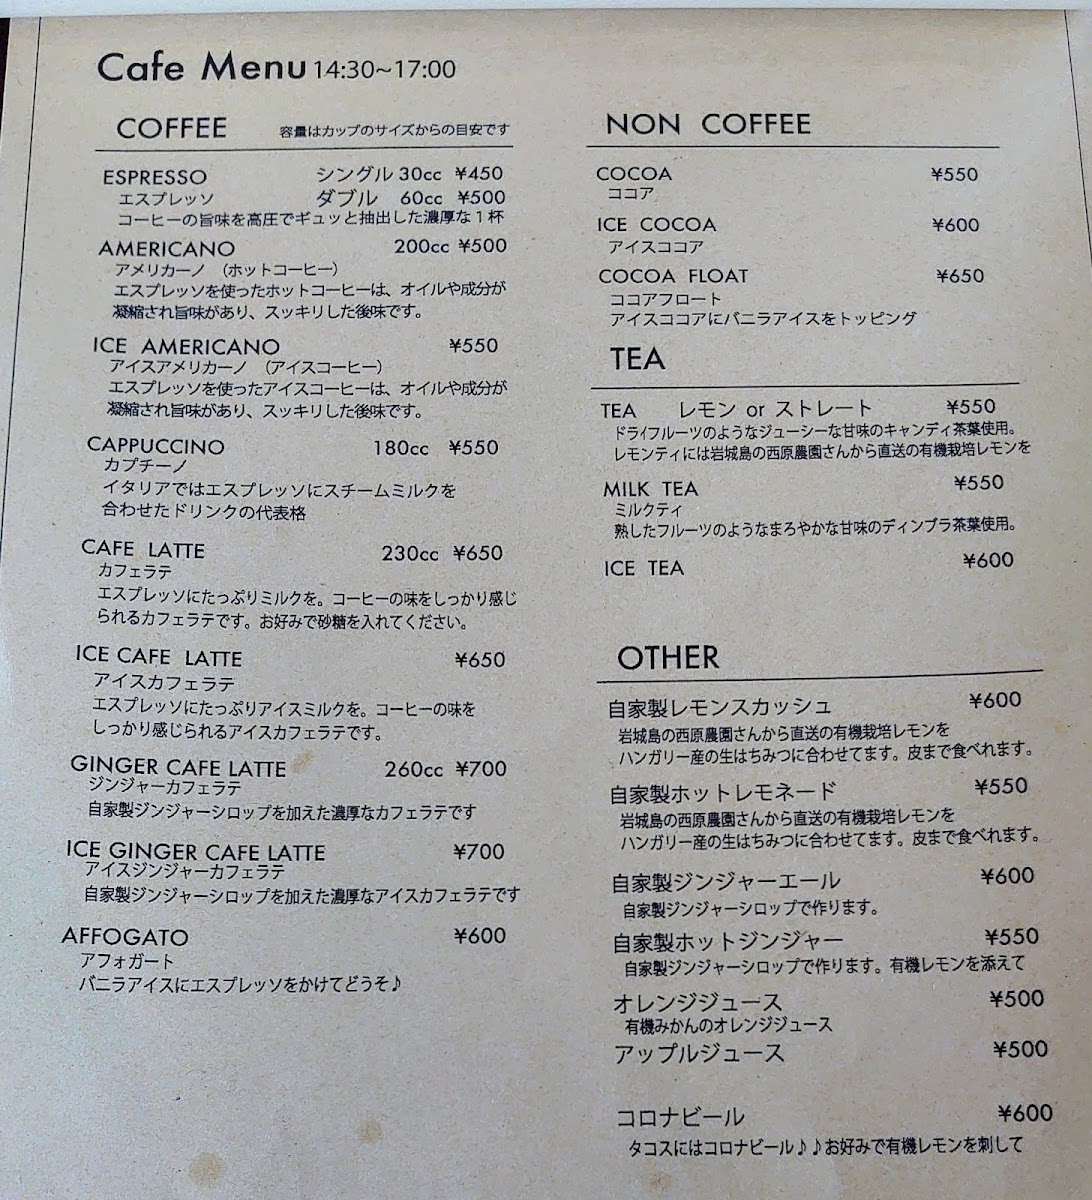 Cafe Menu 14:30~17:00
COFFEE 容量はカップのサイズからの目安です
ESPRESSO シングル 30cc ¥450
エスプレッソ ダブル 60cc ¥500
コーヒーの旨味を高圧でギュッと抽出した濃厚な1杯
AMERICANO 200cc ¥500
アメリカーノ （ホットコーヒー）
エスプレッソを使ったホットコーヒーは、オイルや成分が
凝縮され旨味があり、スッキリした後味です。
ICE AMERICANO ¥550
アイスアメリカーノ （アイスコーヒー）
エスプレッソを使ったアイスコーヒーは、オイルや成分が
凝縮され旨味があり、スッキリした後味です。
CAPPUCCINO 180cc ¥550
カプチーノ
イタリアではエスプレッソにスチームミルクを
合わせたドリンクの代表格
CAFE LATTE 230cc ¥650
カフェラテ
エスプレッソにたっぷりミルクを。コーヒーの味をしっかり感じ
られるカフェラテです。お好みで砂糖を入れてください。
ICE CAFE LATTE ¥650
アイスカフェラテ
エスプレッソにたっぷりアイスミルクを。コーヒーの味を
しっかり感じられるアイスカフェラテです。
GINGER CAFE LATTE 260cc ¥700
ジンジャーカフェラテ
自家製ジンジャーシロップを加えた濃厚なカフェラテです
ICE GINGER CAFE LATTE ¥700
アイスジンジャーカフェラテ
自家製ジンジャーシロップを加えた濃厚なアイスカフェラテです
AFFOGATO ¥600
アフォガート
バニラアイスにエスプレッソをかけてどうぞ♪
NON COFFEE
COCOA ¥550
ココア
ICE COCOA ¥600
アイスココア
COCOA FLOAT ¥650
ココアフロート
アイスココアにバニラアイスをトッピング
TEA
TEA レモン or ストレート ¥550
ドライフルーツのようなジューシーな甘味のキャンディ茶葉使用。
レモンティには岩城島の西原農園さんから直送の有機栽培レモンを
MILK TEA ¥550
ミルクティ
熟したフルーツのようなまろやかな甘味のディンブラ茶葉使用。
ICE TEA ¥600
OTHER
自家製レモンスカッシュ ¥600
岩城島の西原農園さんから直送の有機栽培レモンを
ハンガリー産の生はちみつに合わせてます。皮まで食べれます。
自家製ホットレモネード ¥550
岩城島の西原農園さんから直送の有機栽培レモンを
ハンガリー産の生はちみつに合わせてます。皮まで食べれます。
自家製ジンジャーエール ¥600
自家製ジンジャーシロップで作ります。
自家製ホットジンジャー ¥550
自家製ジンジャーシロップで作ります。有機レモンを添えて
オレンジジュース ¥500
有機みかんのオレンジジュース
アップルジュース ¥500
コロナビール ¥600
タコスにはコロナビール♪♪お好みで有機レモンを刺して